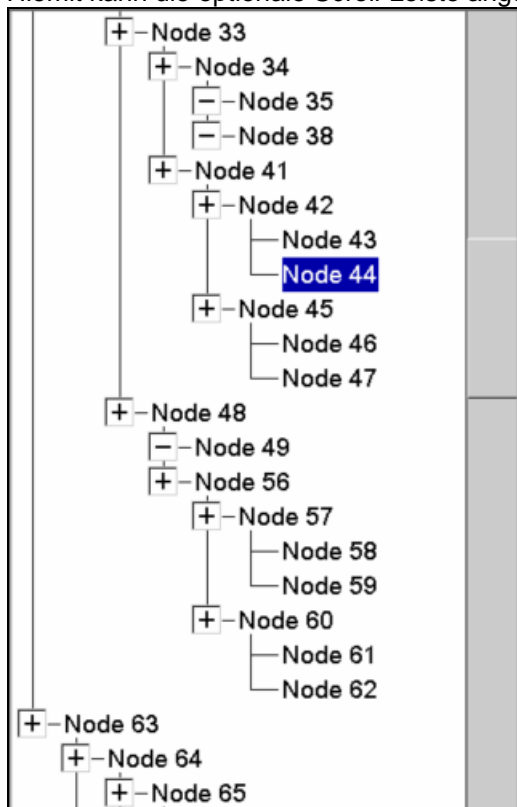 Node 33
Node 34
Node 35
Node 38
Node 41
Node 42
Node 43
Node 44
Node 45
Node 46
Node 47
Node 48
Node 49
Node 56
Node 57
Node 58
Node 59
Node 60
Node 61
Node 62
Node 63
Node 64
Node 65